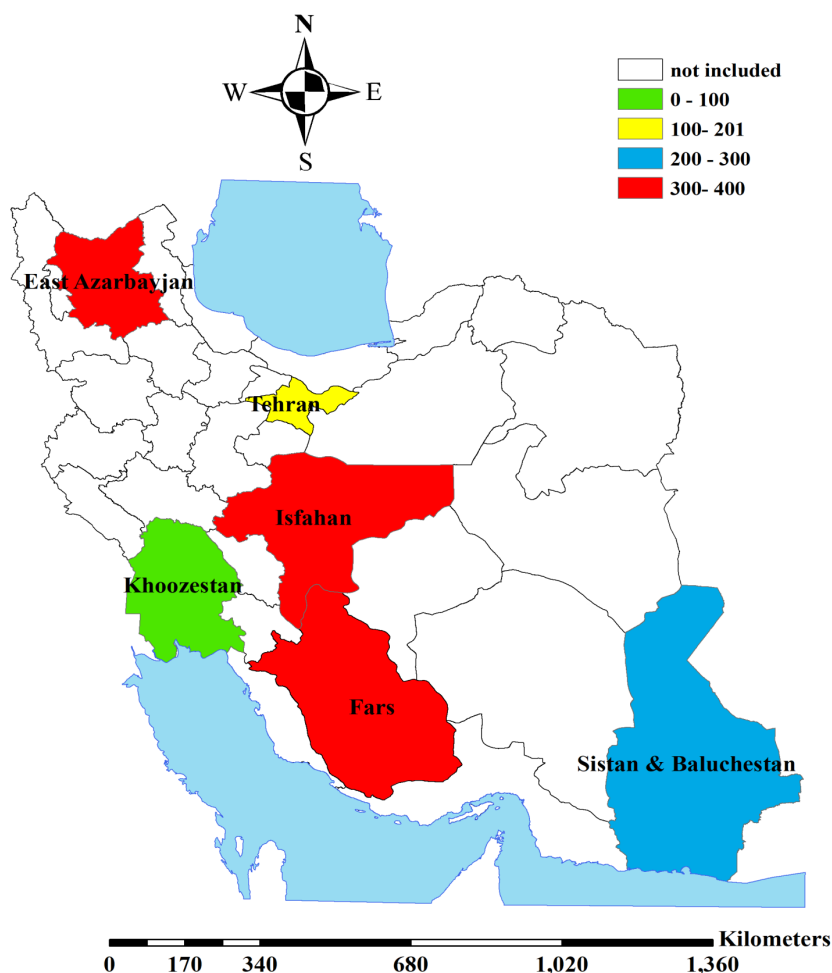 N
W E
S
not included
0 - 100
100- 201
200 - 300
300- 400
East Azarbayjan
Tehran
Isfahan
Khoozestan
Fars
Sistan & Baluchestan
Kilometers
0 170 340 680 1,020 1,360